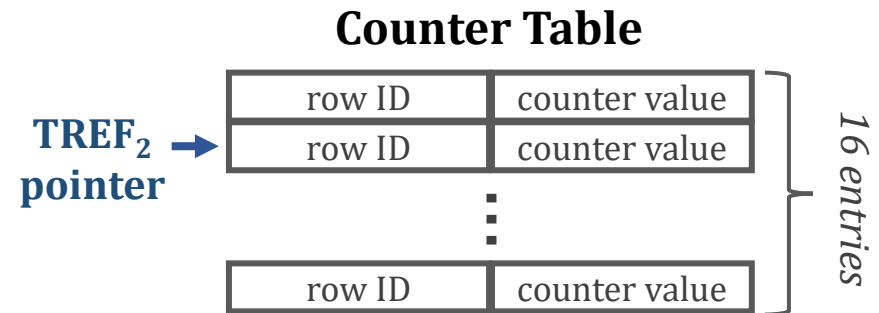 Counter Table
row ID counter value
TREF₂ pointer
row ID counter value
⋮
row ID counter value
16 entries